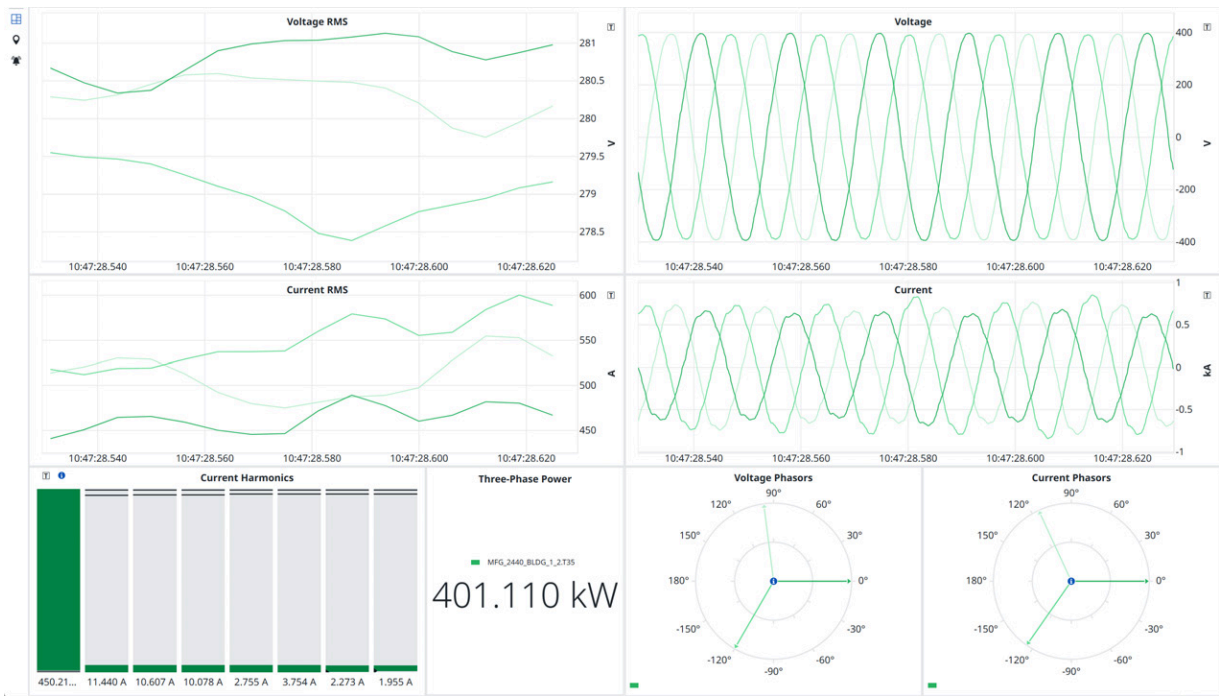 Voltage RMS
T
281
280.5
280
279.5
279
278.5
V
10:47:28.540 10:47:28.560 10:47:28.580 10:47:28.600 10:47:28.620
Voltage
T
400
200
0
-200
-400
V
10:47:28.540 10:47:28.560 10:47:28.580 10:47:28.600 10:47:28.620
Current RMS
T
600
550
500
450
A
10:47:28.540 10:47:28.560 10:47:28.580 10:47:28.600 10:47:28.620
Current
T
1
0.5
0
-0.5
-1
kA
10:47:28.540 10:47:28.560 10:47:28.580 10:47:28.600 10:47:28.620
T i
Current Harmonics
450.21... 11.440 A 10.607 A 10.078 A 2.755 A 3.754 A 2.273 A 1.955 A
Three-Phase Power
MFG_2440_BLDG_1_2.T35
401.110 kW
Voltage Phasors
90°
120° 60°
150° 30°
180° i 0°
-150° -30°
-120° -60°
-90°
Current Phasors
90°
120° 60°
150° 30°
180° i 0°
-150° -30°
-120° -60°
-90°